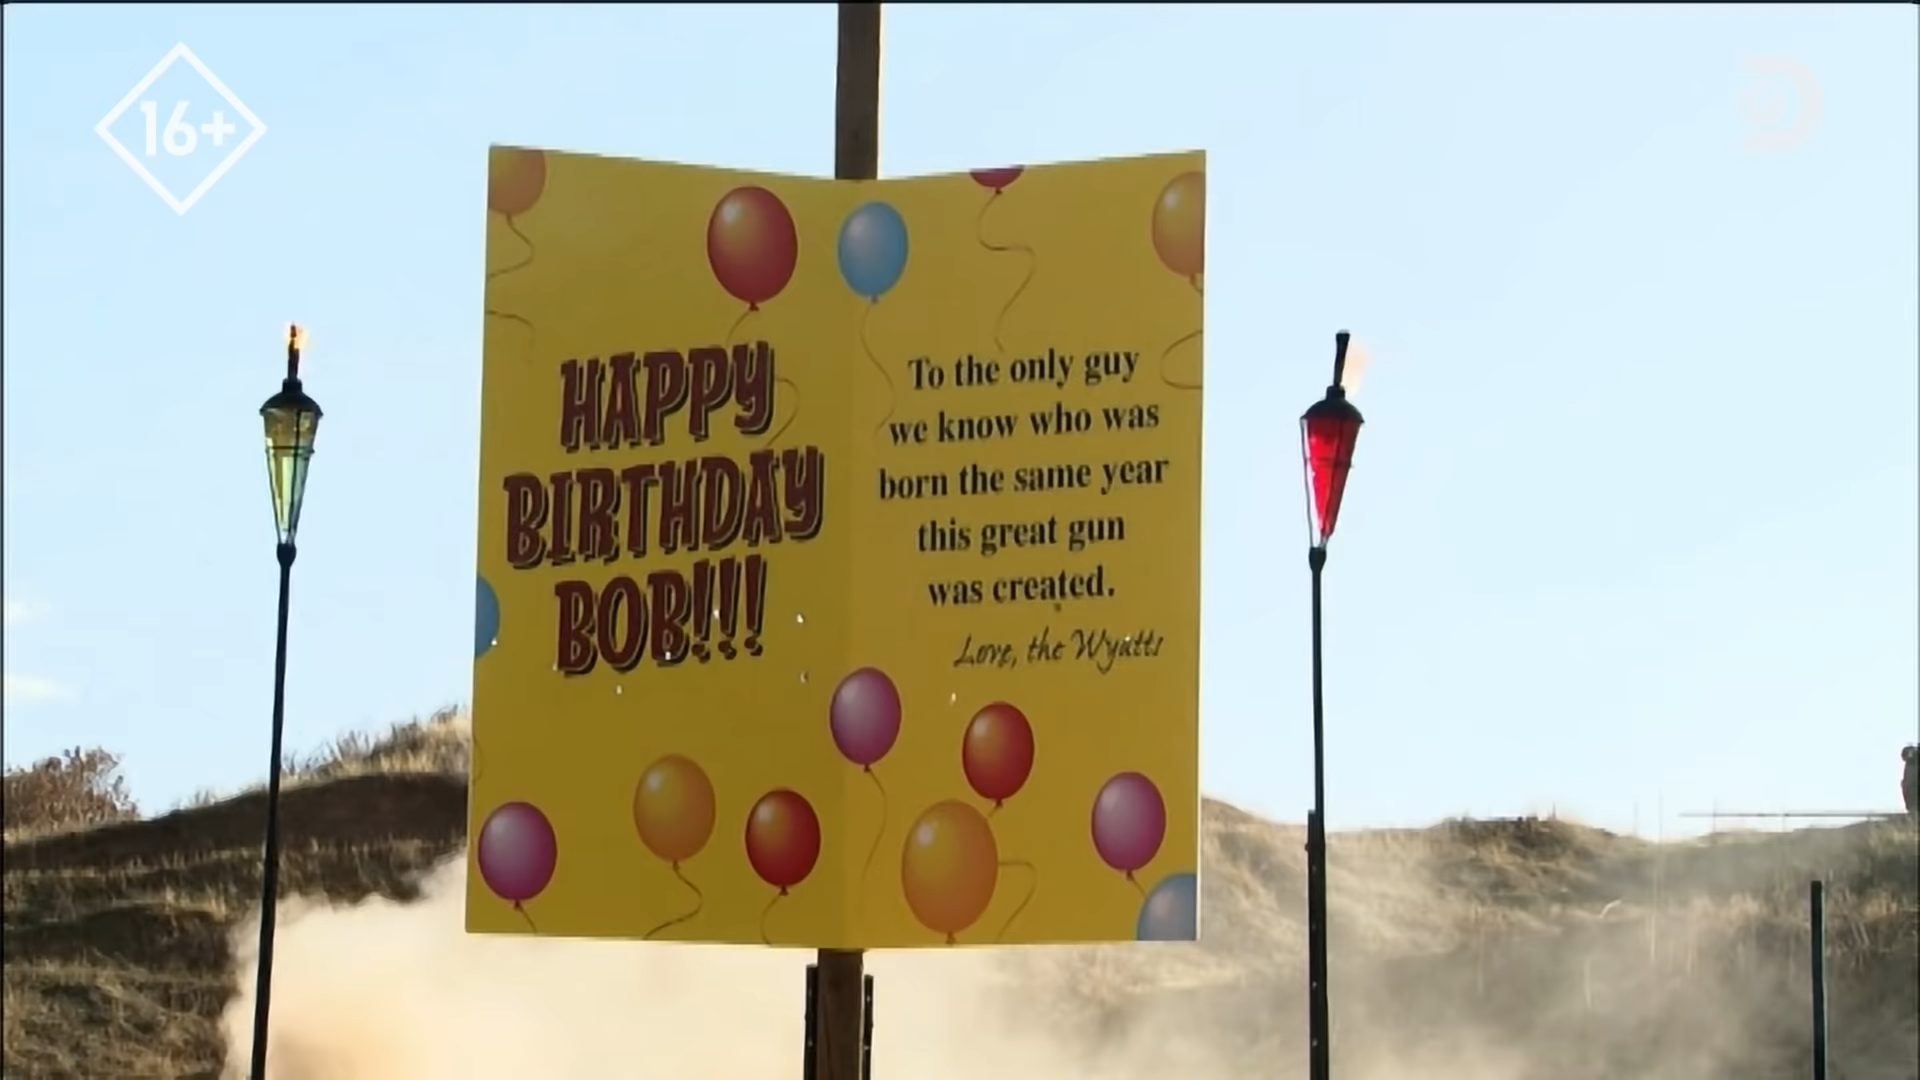 16+
HAPPY
BIRTHDAY
BOB!!!
To the only guy
we know who was
born the same year
this great gun
was created.
Love, the Wyatts